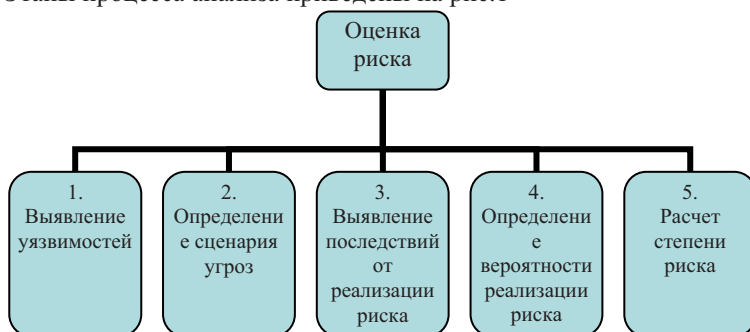 Этапы процесса анализа приведены на рис.1
Оценка
риска
1.
Выявление
уязвимостей
2.
Определени
е сценария
угроз
3.
Выявление
последствий
от
реализации
риска
4.
Определени
е
вероятности
реализации
риска
5.
Расчет
степени
риска